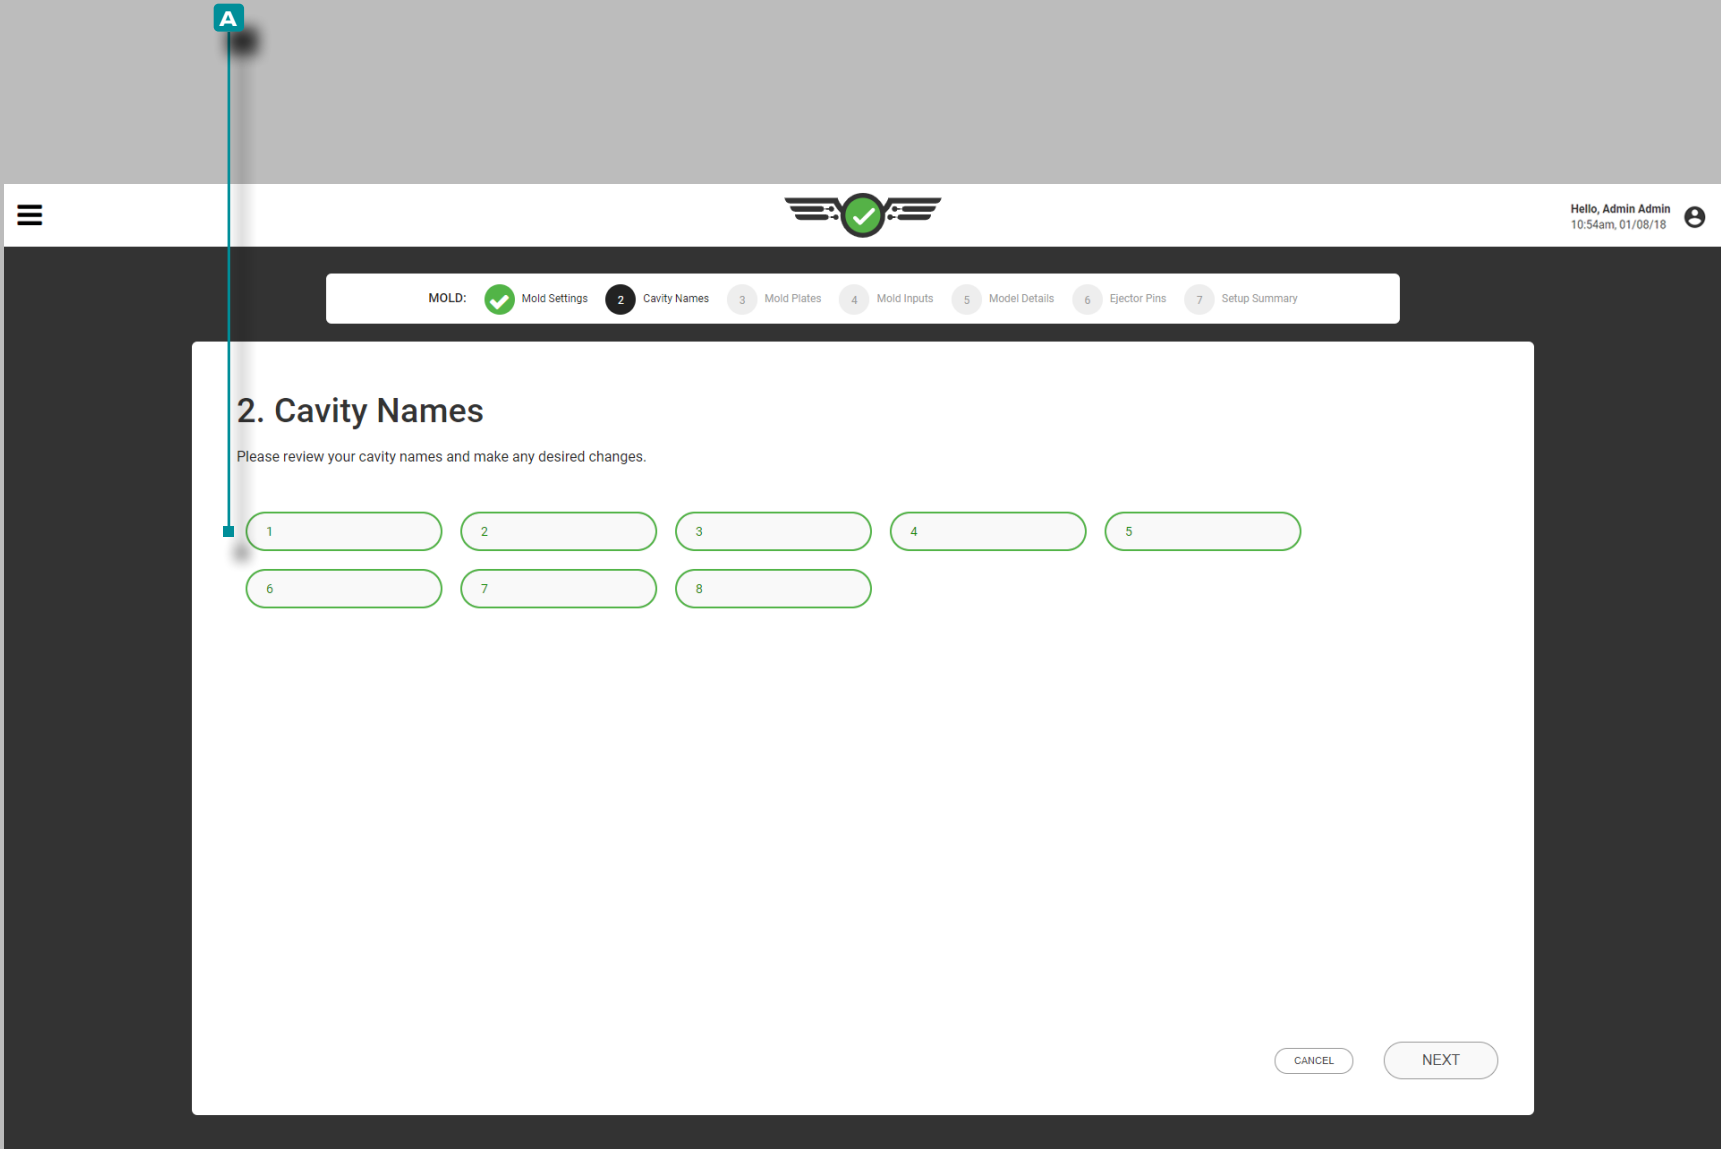 A
Hello, Admin Admin
10:54am, 01/08/18
MOLD: Mold Settings 2 Cavity Names 3 Mold Plates 4 Mold Inputs 5 Model Details 6 Ejector Pins 7 Setup Summary
2. Cavity Names
Please review your cavity names and make any desired changes.
1 2 3 4 5
6 7 8
CANCEL NEXT